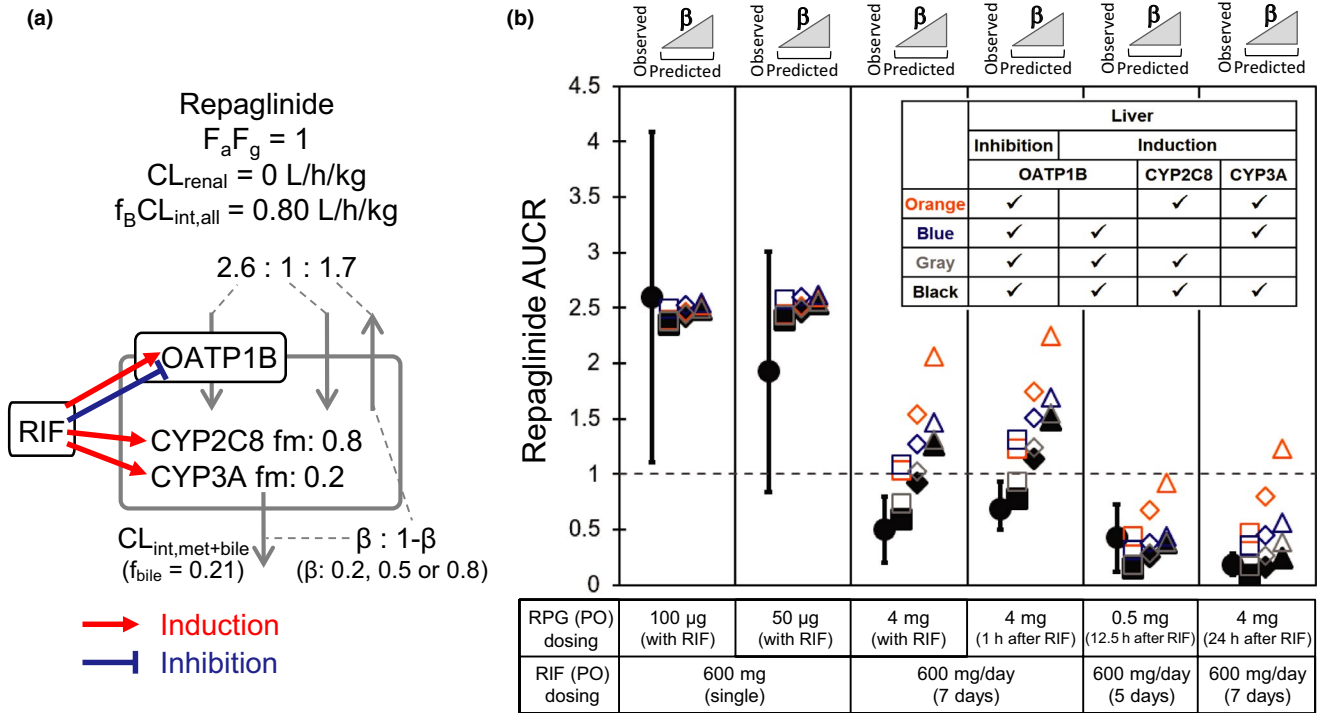 (a)
Repaglinide
FaFg = 1
CLrenal = 0 L/h/kg
fBCLint,all = 0.80 L/h/kg
2.6 : 1 : 1.7
OATP1B
RIF
CYP2C8 fm: 0.8
CYP3A fm: 0.2
CLint,met+bile
(fbile = 0.21)
β : 1-β
(β: 0.2, 0.5 or 0.8)
Induction
Inhibition
(b)
Observed β Predicted
Observed β Predicted
Observed β Predicted
Observed β Predicted
Observed β Predicted
Observed β Predicted
Repaglinide AUCR
4.5
4
3.5
3
2.5
2
1.5
1
0.5
0
Liver
Inhibition Induction
OATP1B CYP2C8 CYP3A
Orange ✓ ✓ ✓
Blue ✓ ✓ ✓
Gray ✓ ✓ ✓
Black ✓ ✓ ✓ ✓
RPG (PO) dosing
100 µg (with RIF)
50 µg (with RIF)
4 mg (with RIF)
4 mg (1 h after RIF)
0.5 mg (12.5 h after RIF)
4 mg (24 h after RIF)
RIF (PO) dosing
600 mg (single)
600 mg/day (7 days)
600 mg/day (5 days)
600 mg/day (7 days)